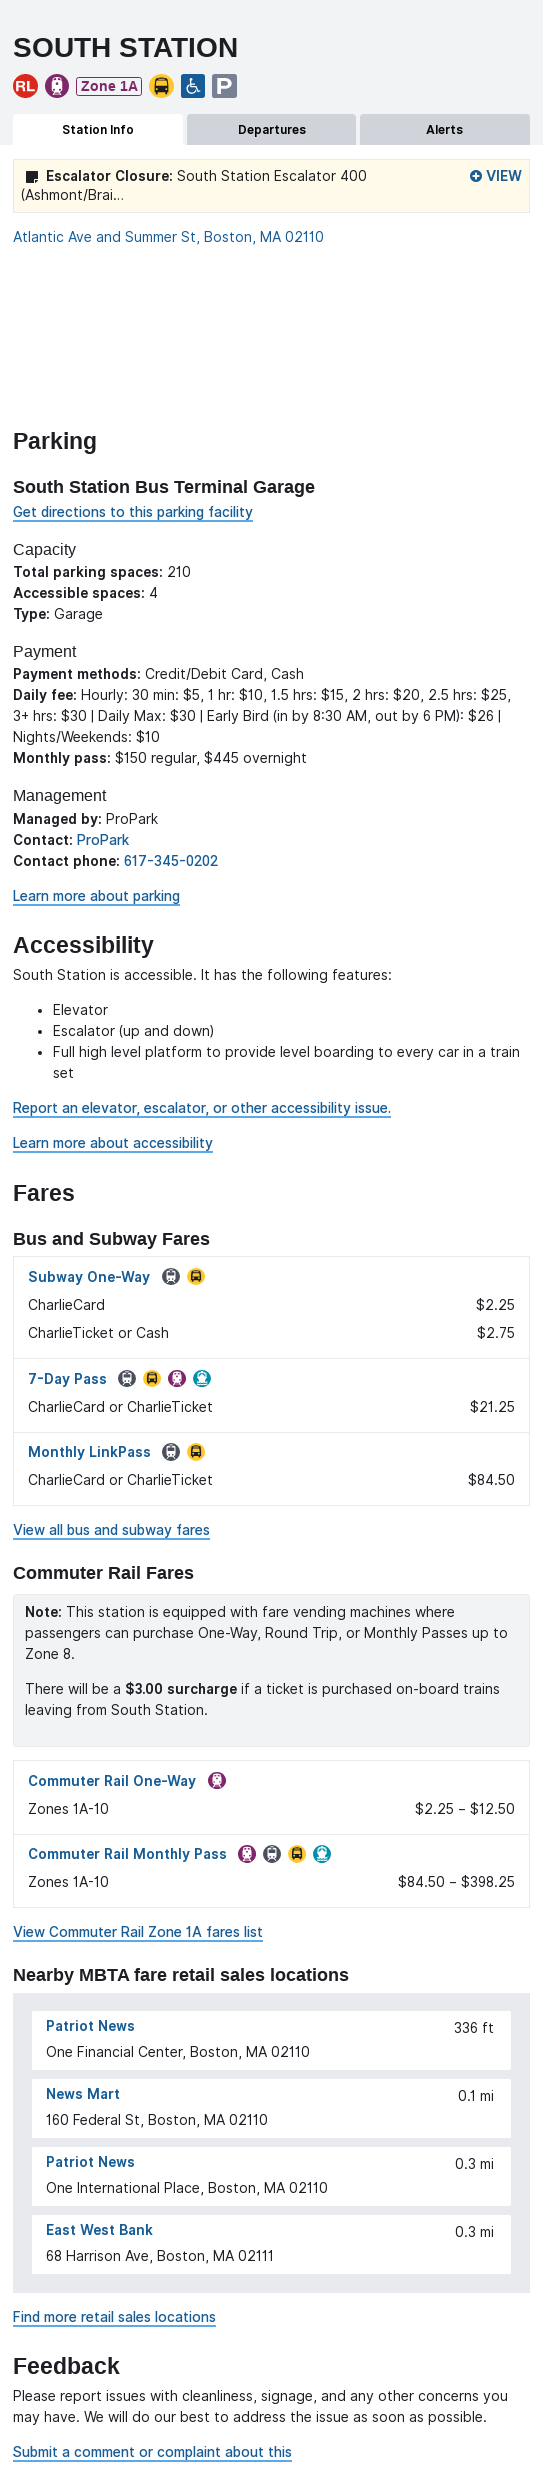 SOUTH STATION
RL Zone 1A P
Station Info Departures Alerts
Escalator Closure: South Station Escalator 400 VIEW
(Ashmont/Brai...
Atlantic Ave and Summer St, Boston, MA 02110
Parking
South Station Bus Terminal Garage
Get directions to this parking facility
Capacity
Total parking spaces: 210
Accessible spaces: 4
Type: Garage
Payment
Payment methods: Credit/Debit Card, Cash
Daily fee: Hourly: 30 min: $5, 1 hr: $10, 1.5 hrs: $15, 2 hrs: $20, 2.5 hrs: $25,
3+ hrs: $30 | Daily Max: $30 | Early Bird (in by 8:30 AM, out by 6 PM): $26 |
Nights/Weekends: $10
Monthly pass: $150 regular, $445 overnight
Management
Managed by: ProPark
Contact: ProPark
Contact phone: 617-345-0202
Learn more about parking
Accessibility
South Station is accessible. It has the following features:
• Elevator
• Escalator (up and down)
• Full high level platform to provide level boarding to every car in a train
set
Report an elevator, escalator, or other accessibility issue.
Learn more about accessibility
Fares
Bus and Subway Fares
Subway One-Way
CharlieCard $2.25
CharlieTicket or Cash $2.75
7-Day Pass
CharlieCard or CharlieTicket $21.25
Monthly LinkPass
CharlieCard or CharlieTicket $84.50
View all bus and subway fares
Commuter Rail Fares
Note: This station is equipped with fare vending machines where
passengers can purchase One-Way, Round Trip, or Monthly Passes up to
Zone 8.
There will be a $3.00 surcharge if a ticket is purchased on-board trains
leaving from South Station.
Commuter Rail One-Way
Zones 1A-10 $2.25 – $12.50
Commuter Rail Monthly Pass
Zones 1A-10 $84.50 – $398.25
View Commuter Rail Zone 1A fares list
Nearby MBTA fare retail sales locations
Patriot News 336 ft
One Financial Center, Boston, MA 02110
News Mart 0.1 mi
160 Federal St, Boston, MA 02110
Patriot News 0.3 mi
One International Place, Boston, MA 02110
East West Bank 0.3 mi
68 Harrison Ave, Boston, MA 02111
Find more retail sales locations
Feedback
Please report issues with cleanliness, signage, and any other concerns you
may have. We will do our best to address the issue as soon as possible.
Submit a comment or complaint about this